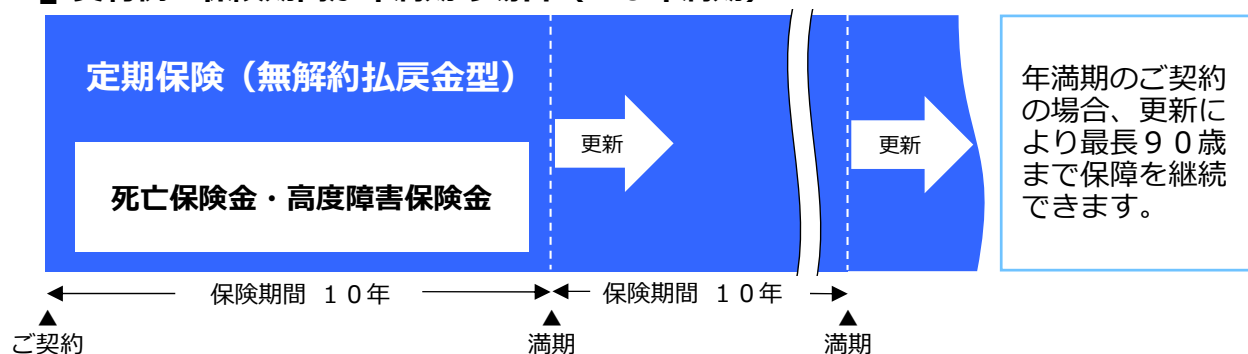 定期保険（無解約払戻金型）
死亡保険金・高度障害保険金
更新
更新
年満期のご契約
の場合、更新に
より最長９０歳
まで保障を継続
できます。
保険期間 １０年
保険期間 １０年
ご契約
満期
満期